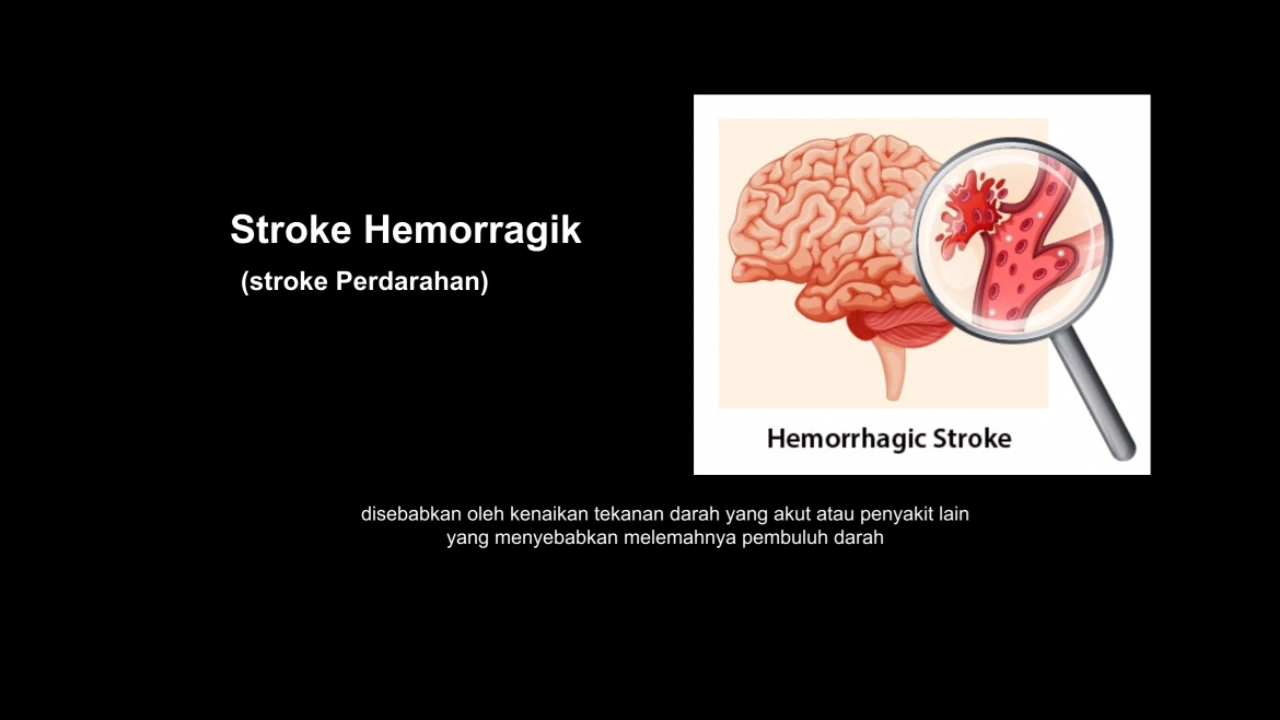 Stroke Hemorragik
(stroke Perdarahan)
Hemorrhagic Stroke
disebabkan oleh kenaikan tekanan darah yang akut atau penyakit lain
yang menyebabkan melemahnya pembuluh darah